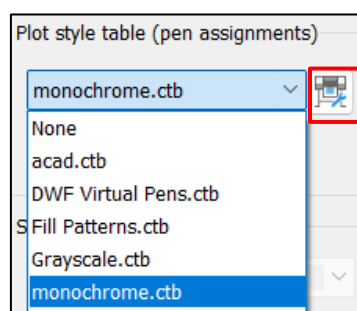 Plot style table (pen assignments)
monochrome.ctb
None
acad.ctb
DWF Virtual Pens.ctb
S Fill Patterns.ctb
Grayscale.ctb
monochrome.ctb